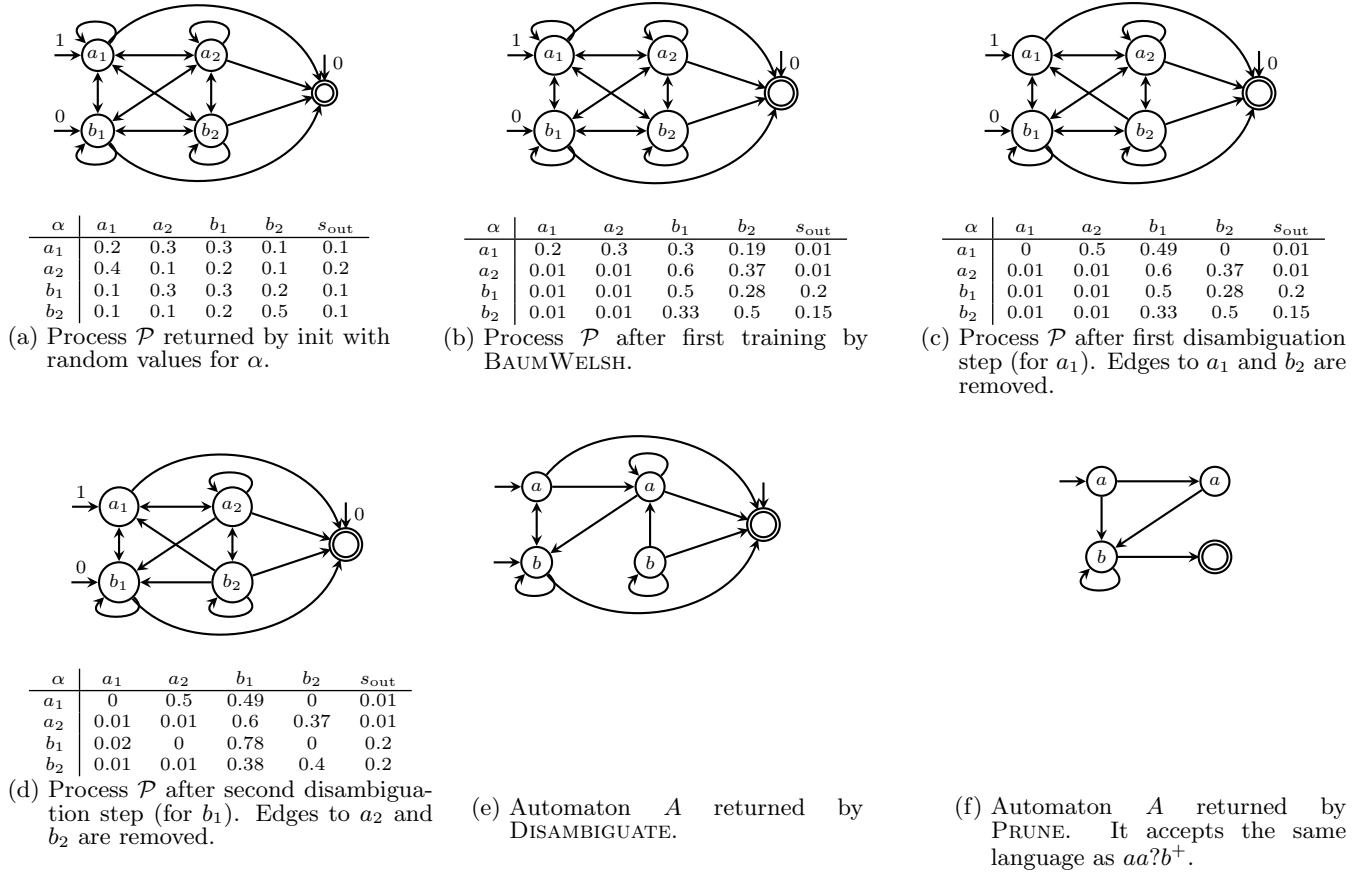 1
a1
a2
0
0
b1
b2
α a1 a2 b1 b2 sout
a1 0.2 0.3 0.3 0.1 0.1
a2 0.4 0.1 0.2 0.1 0.2
b1 0.1 0.3 0.3 0.2 0.1
b2 0.1 0.1 0.2 0.5 0.1
(a) Process P returned by init with
random values for α.
1
a1
a2
0
0
b1
b2
α a1 a2 b1 b2 sout
a1 0.2 0.3 0.3 0.19 0.01
a2 0.01 0.01 0.6 0.37 0.01
b1 0.01 0.01 0.5 0.28 0.2
b2 0.01 0.01 0.33 0.5 0.15
(b) Process P after first training by
BAUMWELSH.
1
a1
a2
0
0
b1
b2
α a1 a2 b1 b2 sout
a1 0 0.5 0.49 0 0.01
a2 0.01 0.01 0.6 0.37 0.01
b1 0.01 0.01 0.5 0.28 0.2
b2 0.01 0.01 0.33 0.5 0.15
(c) Process P after first disambiguation
step (for a1). Edges to a1 and b2 are
removed.
1
a1
a2
0
0
b1
b2
α a1 a2 b1 b2 sout
a1 0 0.5 0.49 0 0.01
a2 0.01 0.01 0.6 0.37 0.01
b1 0.02 0 0.78 0 0.2
b2 0.01 0.01 0.38 0.4 0.2
(d) Process P after second disambigua-
tion step (for b1). Edges to a2 and
b2 are removed.
a
a
b
b
(e) Automaton A returned by
DISAMBIGUATE.
a
a
b
(f) Automaton A returned by
PRUNE. It accepts the same
language as aa?b+.